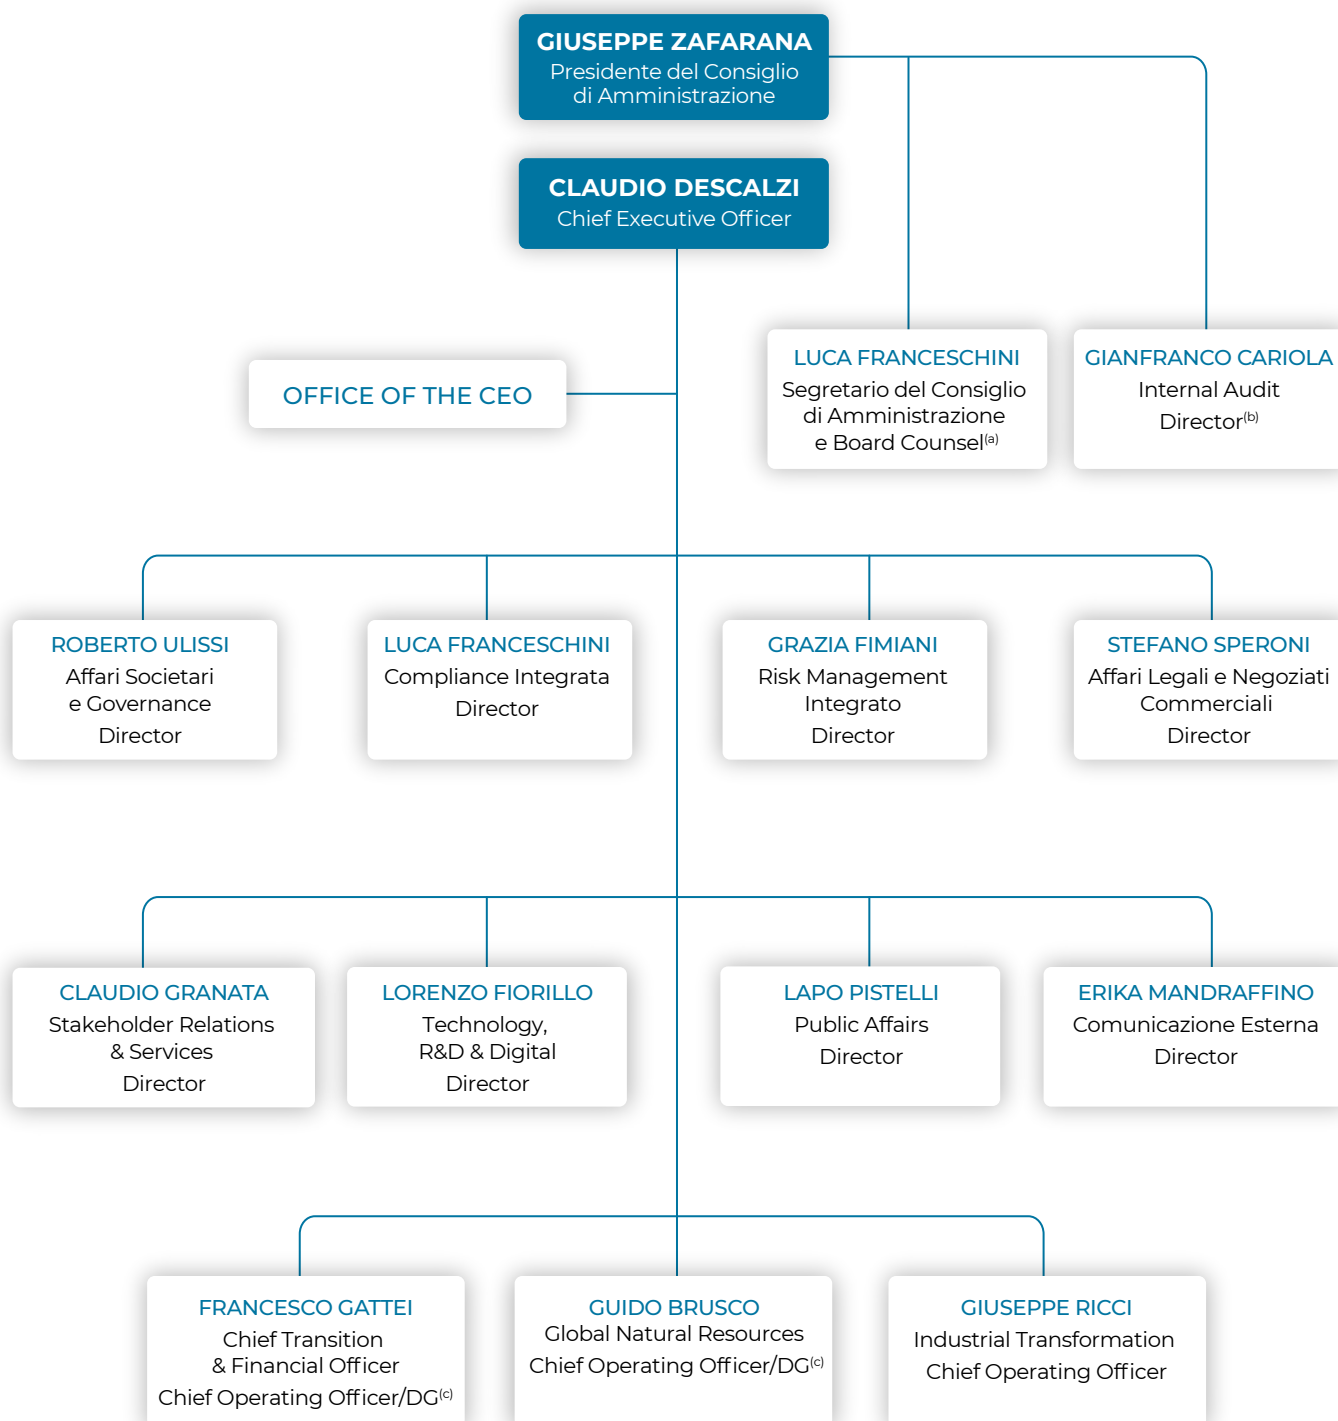 GIUSEPPE ZAFARANA
Presidente del Consiglio
di Amministrazione
CLAUDIO DESCALZI
Chief Executive Officer
OFFICE OF THE CEO
LUCA FRANCESCHINI
Segretario del Consiglio
di Amministrazione
e Board Counsel(a)
GIANFRANCO CARIOLA
Internal Audit
Director(b)
ROBERTO ULISSI
Affari Societari
e Governance
Director
LUCA FRANCESCHINI
Compliance Integrata
Director
GRAZIA FIMIANI
Risk Management
Integrato
Director
STEFANO SPERONI
Affari Legali e Negoziati
Commerciali
Director
CLAUDIO GRANATA
Stakeholder Relations
& Services
Director
LORENZO FIORILLO
Technology,
R&D & Digital
Director
LAPO PISTELLI
Public Affairs
Director
ERIKA MANDRAFFINO
Comunicazione Esterna
Director
FRANCESCO GATTEI
Chief Transition
& Financial Officer
Chief Operating Officer/DG(c)
GUIDO BRUSCO
Global Natural Resources
Chief Operating Officer/DG(c)
GIUSEPPE RICCI
Industrial Transformation
Chief Operating Officer